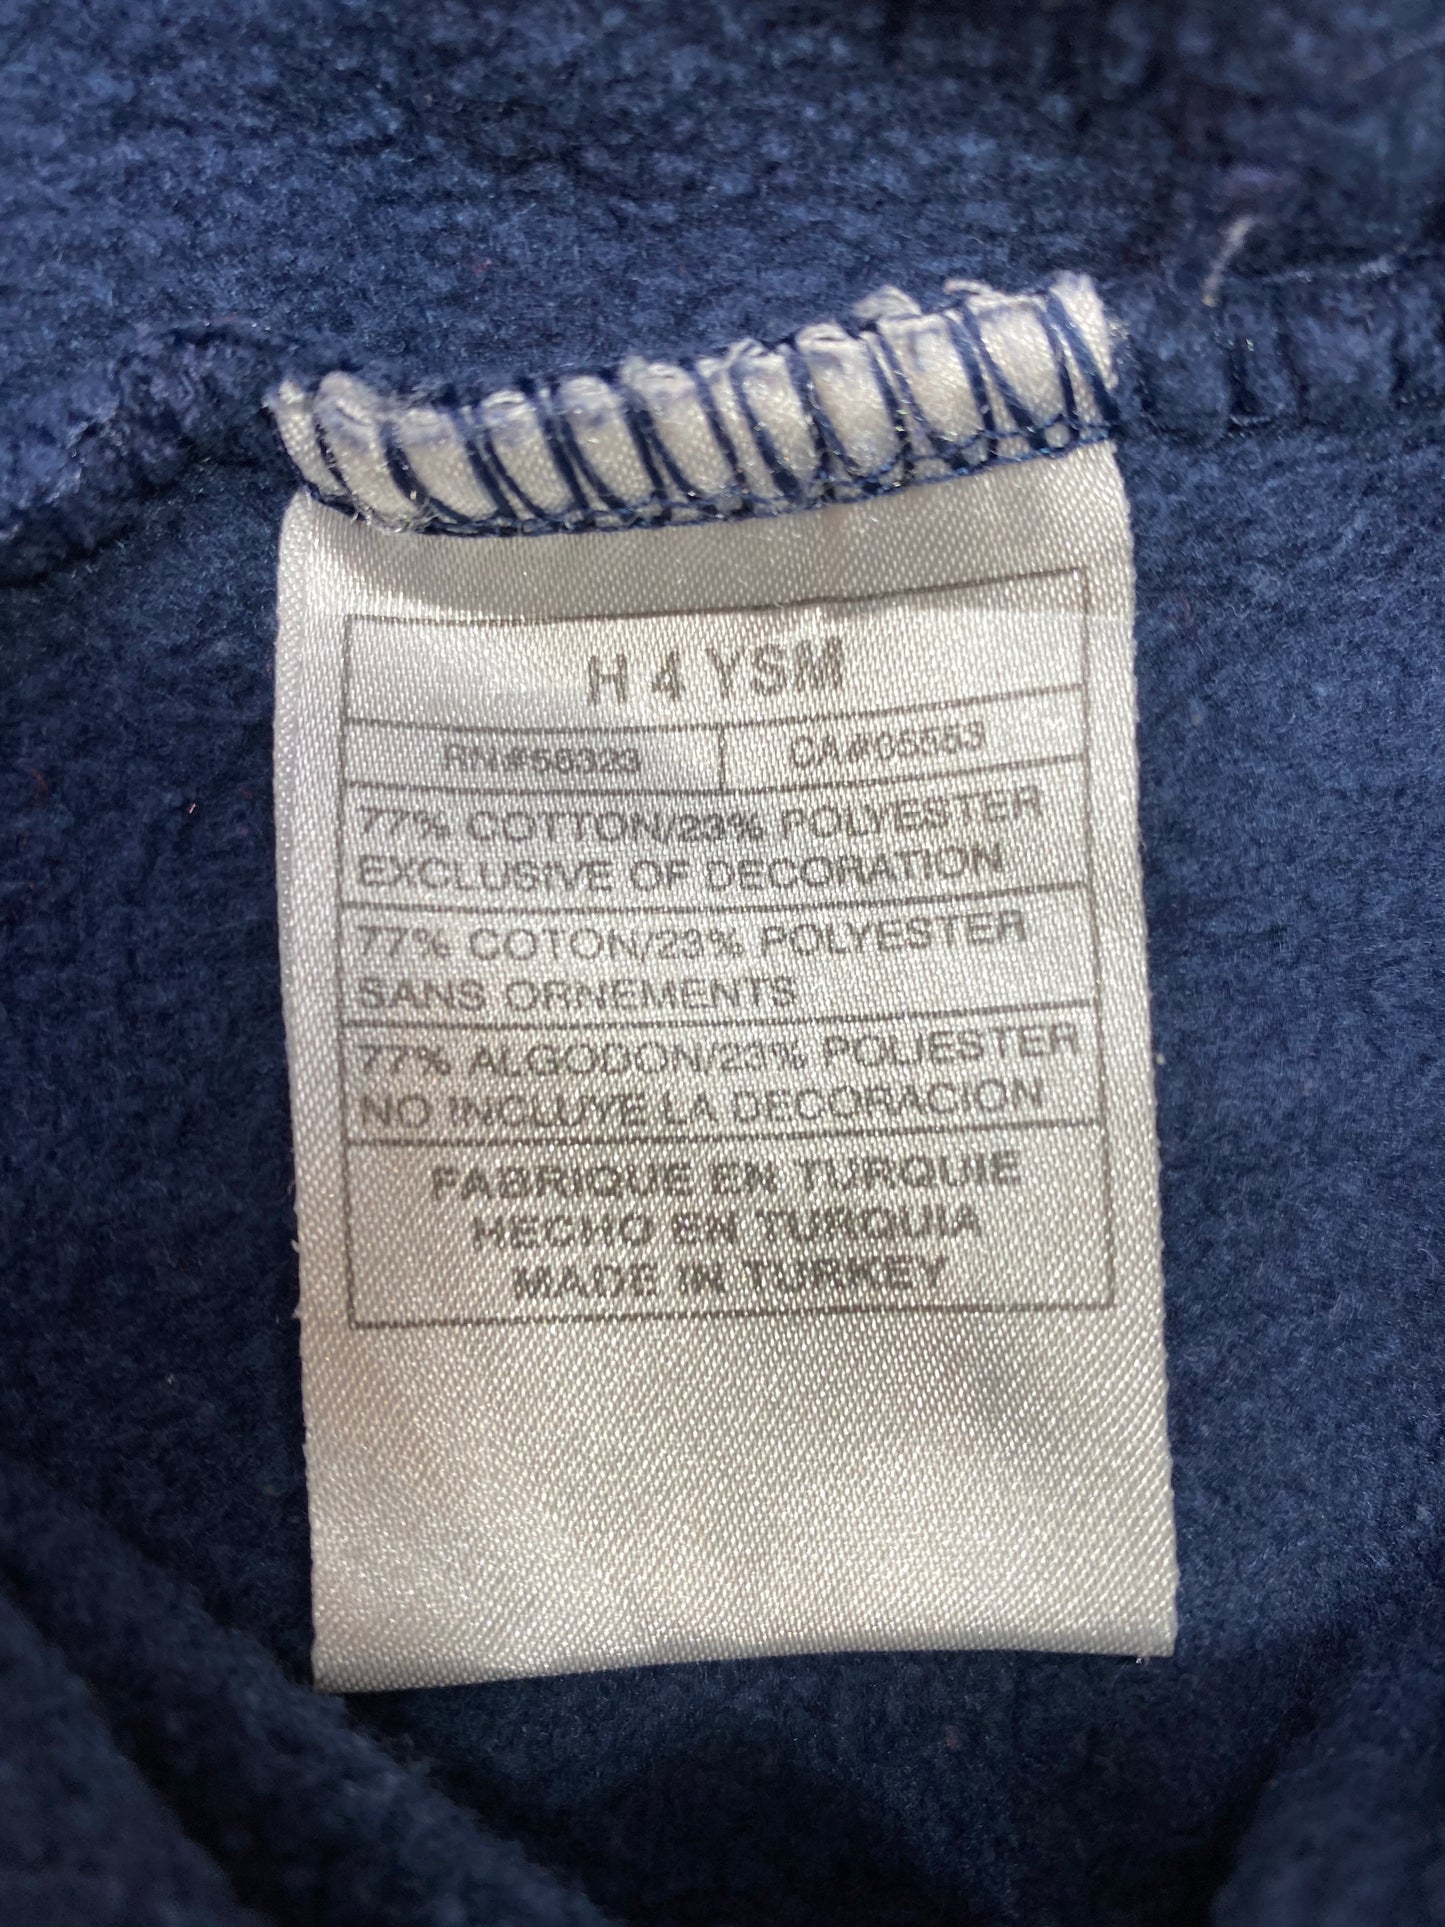 H 4 YSM
RN#56323 CA#05553
77% COTTON/23% POLYESTER
EXCLUSIVE OF DECORATION
77% COTON/23% POLYESTER
SANS ORNEMENTS
77% ALGODON/23% POLIESTER
NO INCLUYE LA DECORACION
FABRIQUE EN TURQUIE
HECHO EN TURQUIA
MADE IN TURKEY